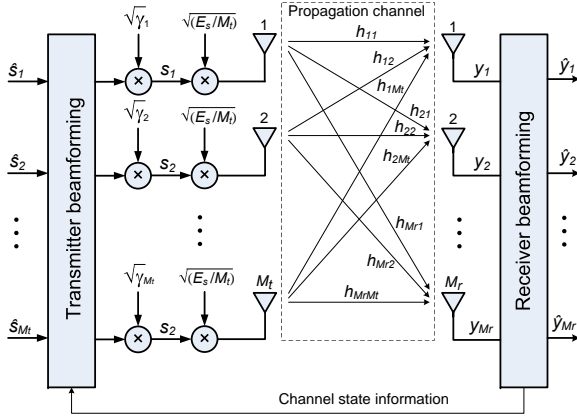 Propagation channel
√γ1 √(Es/Mt) 1 h11 1
ŝ1 s1 h12 y1 ŷ1
h1Mt
√γ2 √(Es/Mt) 2 h21 2
h22
ŝ2 s2 h2Mt y2 ŷ2
Transmitter beamforming
Receiver beamforming
hMr1
√γMt √(Es/Mt) Mt hMr2 Mr
hMrMt
ŝMt s2 yMr ŷMr
Channel state information